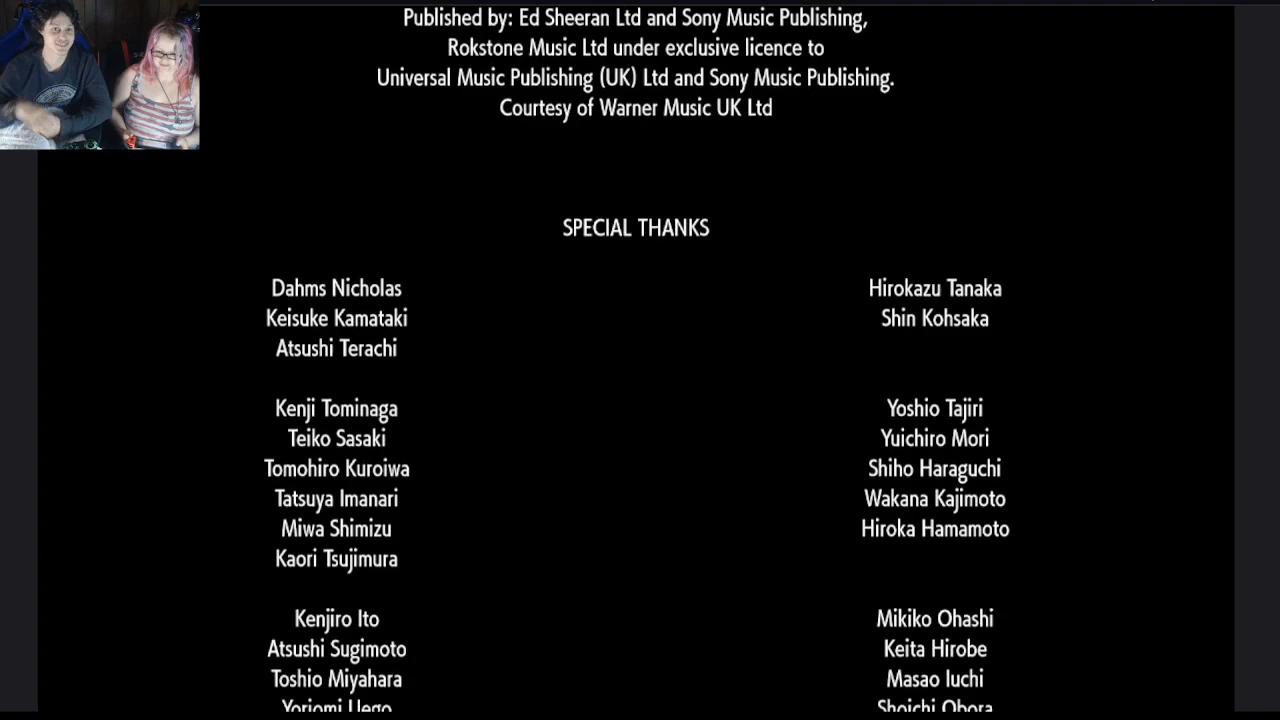 Published by: Ed Sheeran Ltd and Sony Music Publishing,
Rokstone Music Ltd under exclusive licence to
Universal Music Publishing (UK) Ltd and Sony Music Publishing.
Courtesy of Warner Music UK Ltd
SPECIAL THANKS
Dahms Nicholas
Keisuke Kamataki
Atsushi Terachi
Hirokazu Tanaka
Shin Kohsaka
Kenji Tominaga
Teiko Sasaki
Tomohiro Kuroiwa
Tatsuya Imanari
Miwa Shimizu
Kaori Tsujimura
Yoshio Tajiri
Yuichiro Mori
Shiho Haraguchi
Wakana Kajimoto
Hiroka Hamamoto
Kenjiro Ito
Atsushi Sugimoto
Toshio Miyahara
Yoriomi Uego
Mikiko Ohashi
Keita Hirobe
Masao Iuchi
Shoichi Obora